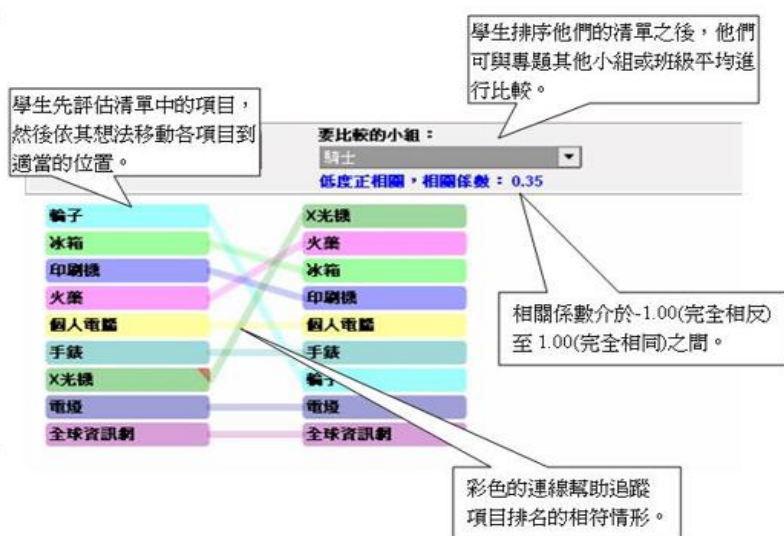 學生排序他們的清單之後，他們
可與專題其他小組或班級平均進
行比較。
學生先評估清單中的項目，
然後依其想法移動各項目到
適當的位置。
要比較的小組：
騎士
低度正相關，相關係數：0.35
輪子
冰箱
印刷機
火藥
個人電腦
手錶
X光機
電燈
全球資訊網
X光機
火藥
冰箱
印刷機
個人電腦
手錶
輪子
電燈
全球資訊網
相關係數介於-1.00(完全相反)
至 1.00(完全相同)之間。
彩色的連線幫助追蹤
項目排名的相符情形。